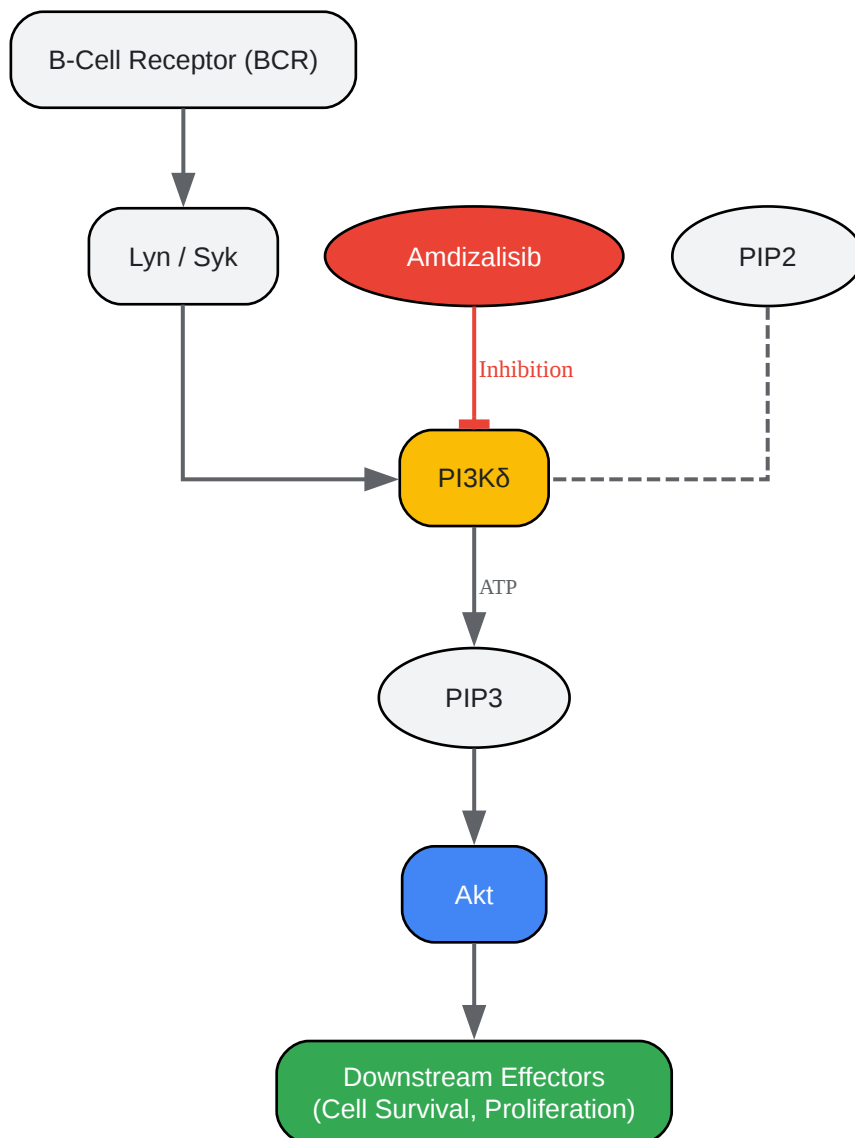 B-Cell Receptor (BCR)
Lyn / Syk
Amdizalisib
PIP2
Inhibition
PI3Kδ
ATP
PIP3
Akt
Downstream Effectors
(Cell Survival, Proliferation)